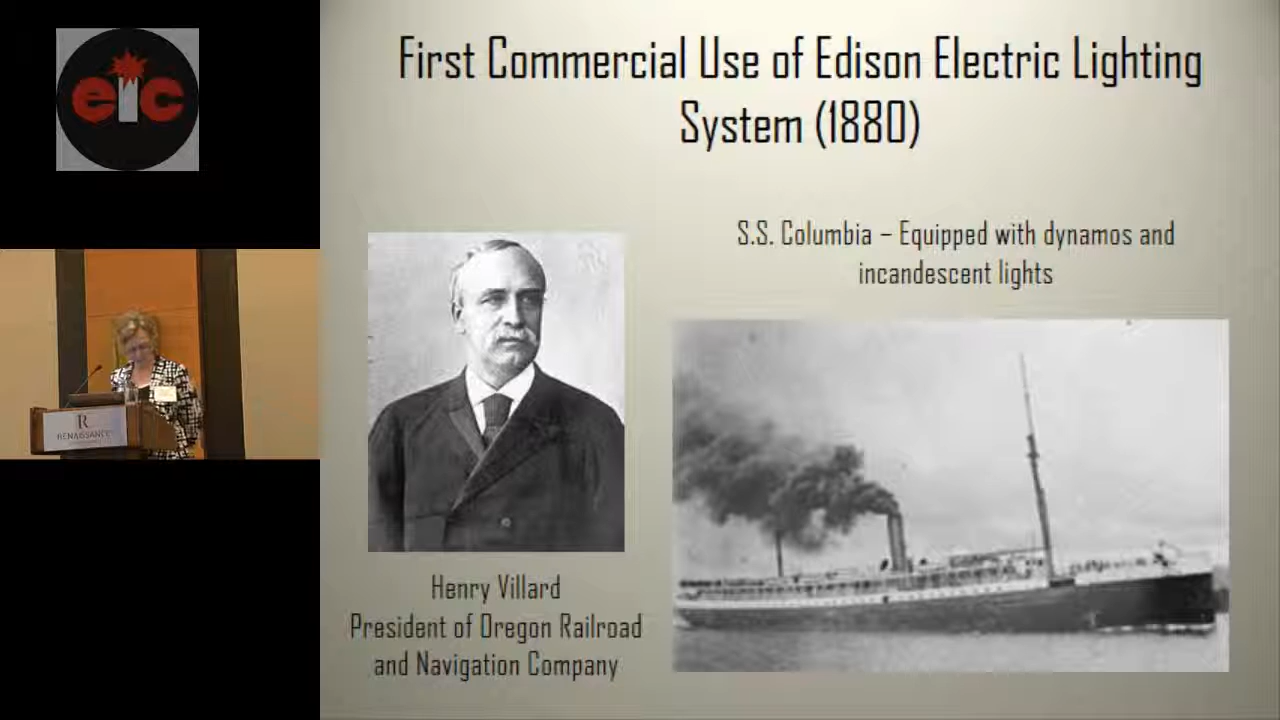 eic
First Commercial Use of Edison Electric Lighting
System (1880)
S.S. Columbia – Equipped with dynamos and
incandescent lights
Henry Villard
President of Oregon Railroad
and Navigation Company
R
RENAISSANCE